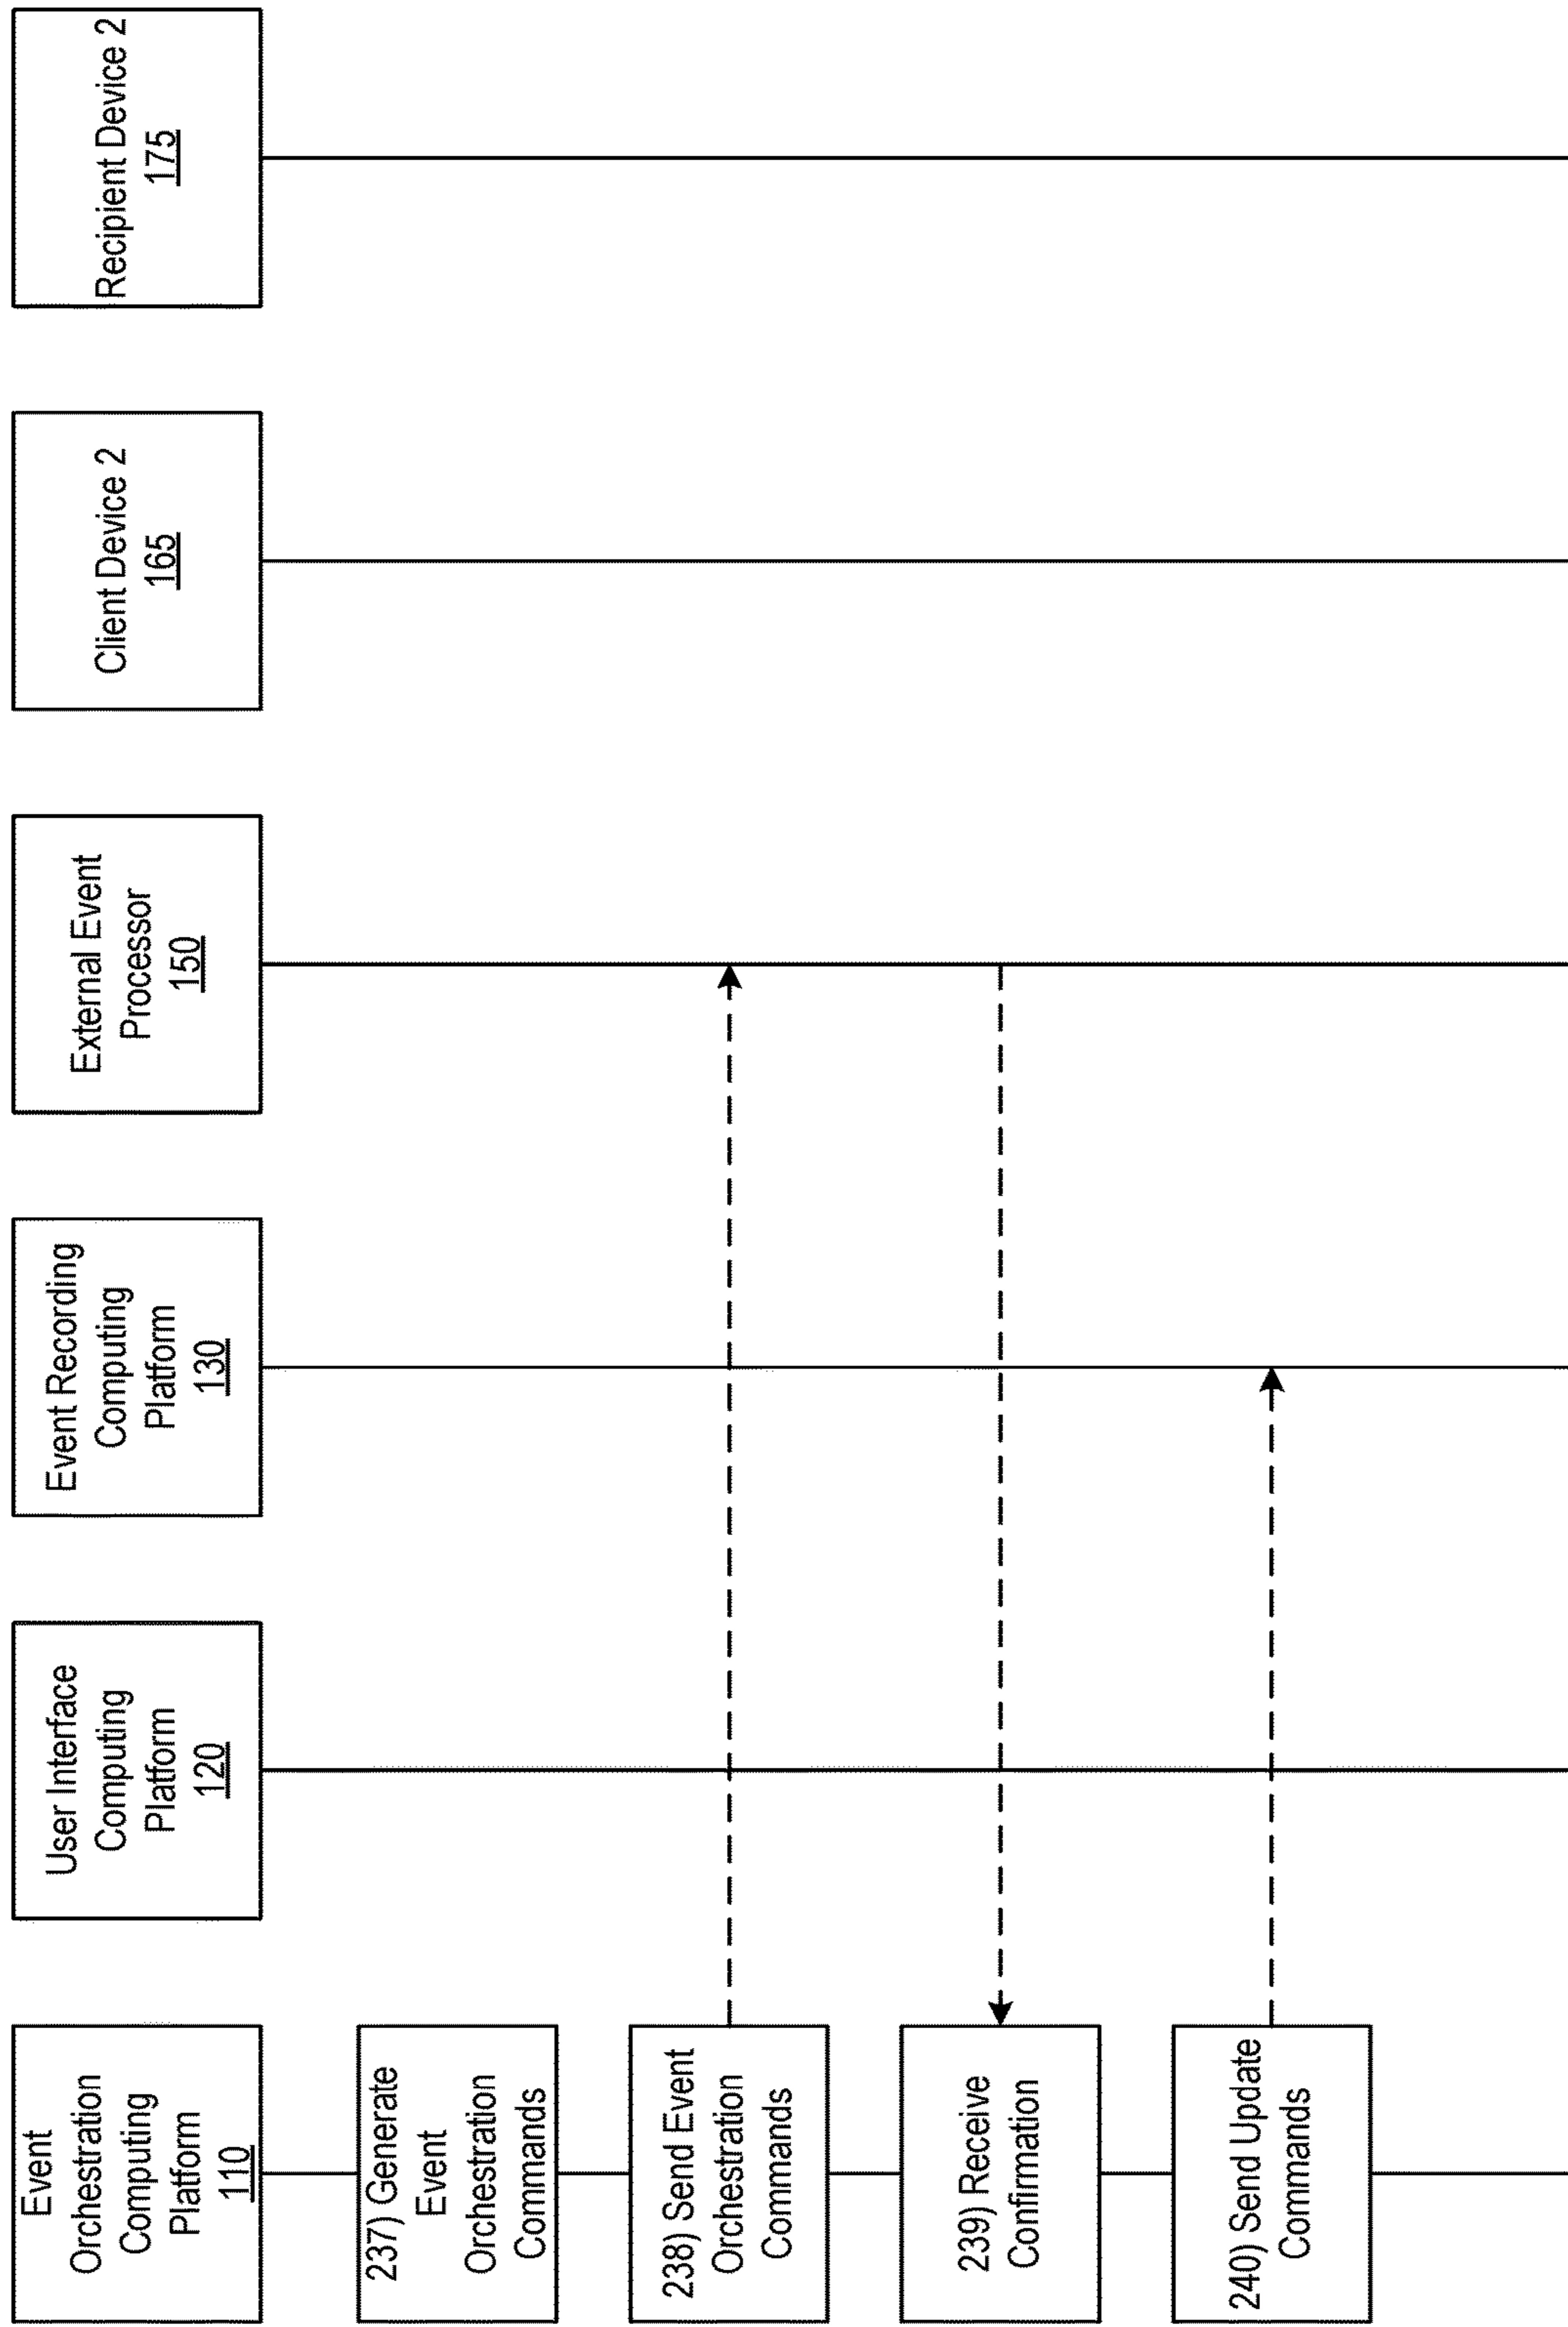 Event
Orchestration
Computing
Platform
110
User Interface
Computing
Platform
120
Event Recording
Computing
Platform
130
External Event
Processor
150
Client Device 2
165
Recipient Device 2
175
237) Generate
Event
Orchestration
Commands
238) Send Event
Orchestration
Commands
239) Receive
Confirmation
240) Send Update
Commands